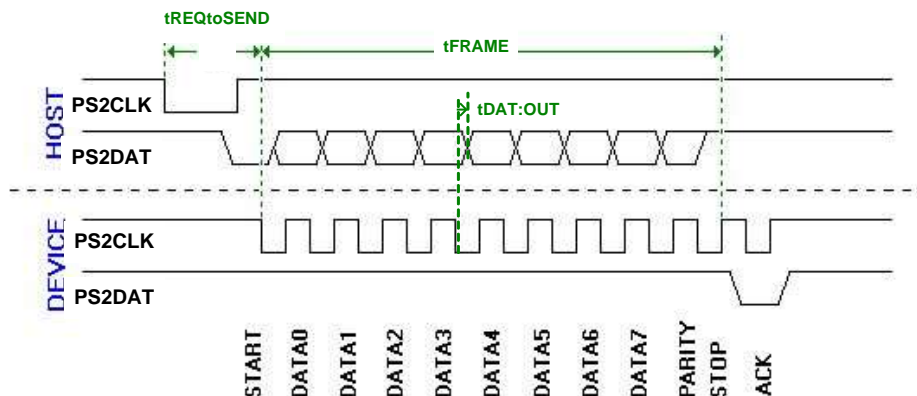 tREQtoSEND
tFRAME
HOST
PS2CLK
tDAT:OUT
PS2DAT
DEVICE
PS2CLK
PS2DAT
START
DATA0
DATA1
DATA2
DATA3
DATA4
DATA5
DATA6
DATA7
PARITY
STOP
ACK